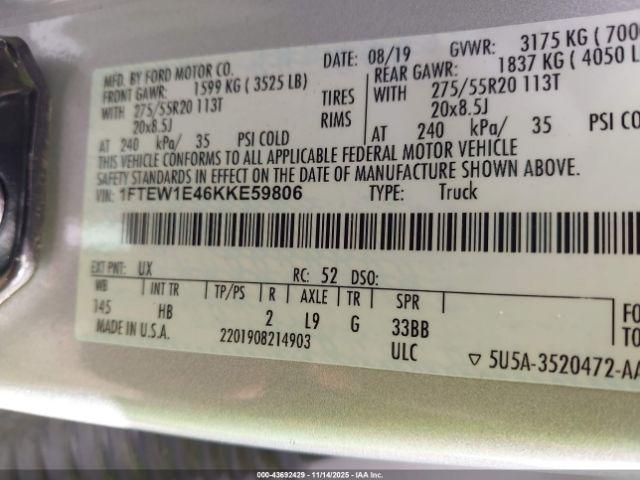 MFD. BY FORD MOTOR CO.
DATE: 08/19 GVWR: 3175 KG ( 700
FRONT GAWR: 1599 KG ( 3525 LB)
REAR GAWR: 1837 KG ( 4050 L
WITH 275/55R20 113T TIRES WITH 275/55R20 113T
20x8.5J RIMS 20x8.5J
AT 240 kPa/ 35 PSI COLD AT 240 kPa/ 35 PSI CO
THIS VEHICLE CONFORMS TO ALL APPLICABLE FEDERAL MOTOR VEHICLE
SAFETY STANDARDS IN EFFECT ON THE DATE OF MANUFACTURE SHOWN ABOVE.
VIN: 1FTEW1E46KKE59806 TYPE: Truck
EXT PNT: UX RC: 52 DSO:
WB INT TR TP/PS R AXLE TR SPR
145 HB 2 L9 G 33BB
MADE IN U.S.A. 2201908214903 ULC
▽ 5U5A-3520472-AA
FO
TO
000-43692429 - 11/14/2025 - IAA Inc.